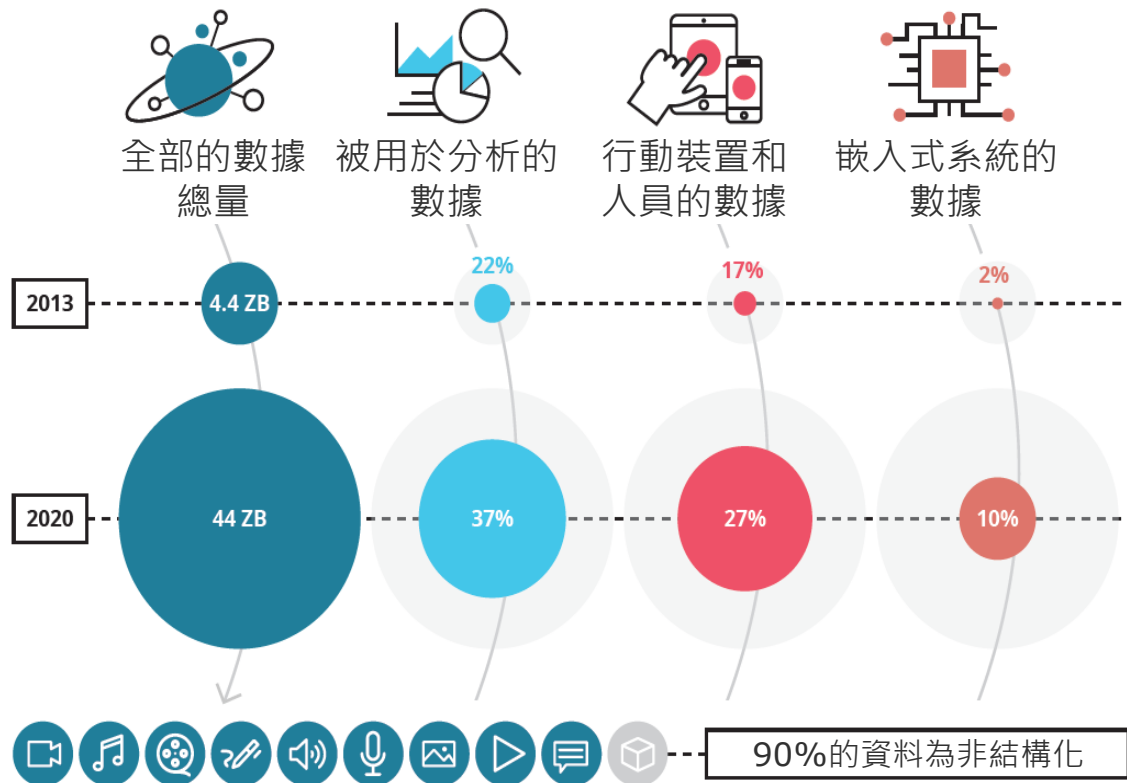 全部的數據
總量
被用於分析的
數據
行動裝置和
人員的數據
嵌入式系統的
數據
2013
4.4 ZB
22%
17%
2%
2020
44 ZB
37%
27%
10%
90%的資料為非結構化